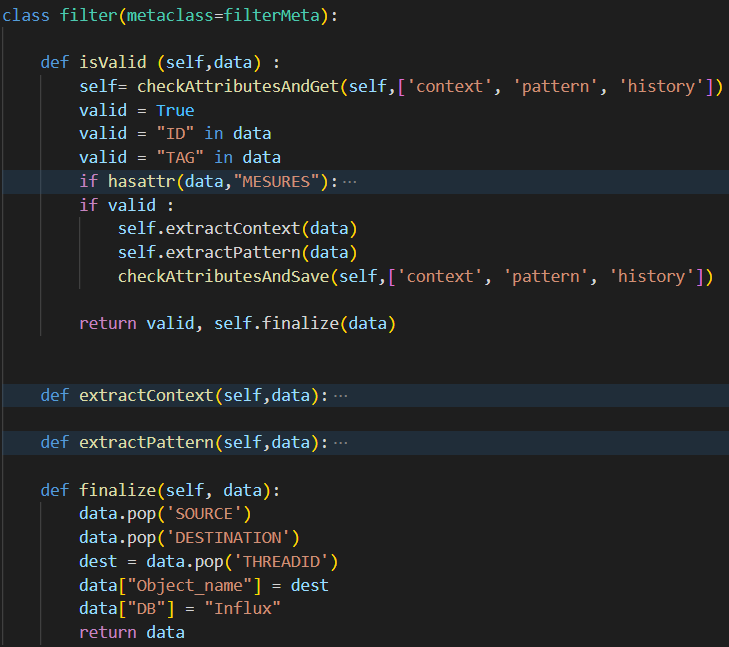 class filter(metaclass=filterMeta):
def isValid (self,data) :
self= checkAttributesAndGet(self,['context', 'pattern', 'history'])
valid = True
valid = "ID" in data
valid = "TAG" in data
if hasattr(data,"MESURES"):···
if valid :
self.extractContext(data)
self.extractPattern(data)
checkAttributesAndSave(self,['context', 'pattern', 'history'])
return valid, self.finalize(data)
def extractContext(self,data):···
def extractPattern(self,data):···
def finalize(self, data):
data.pop('SOURCE')
data.pop('DESTINATION')
dest = data.pop('THREADID')
data["Object_name"] = dest
data["DB"] = "Influx"
return data